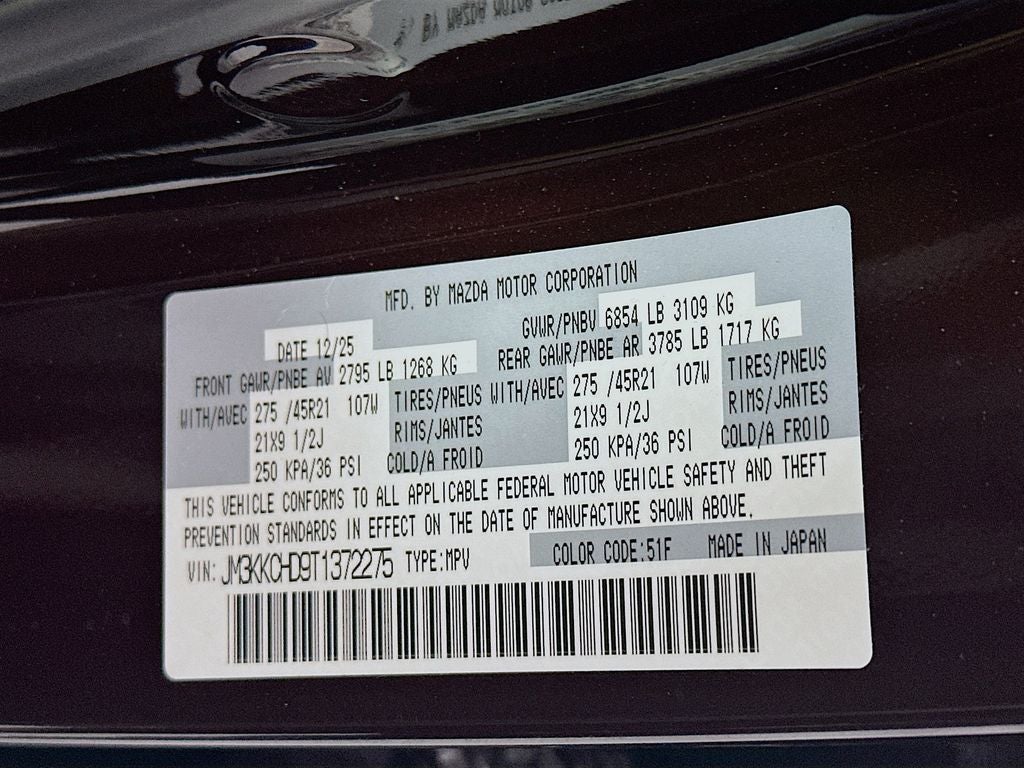 MFD. BY MAZDA MOTOR CORPORATION
DATE 12/25 GVWR/PNBV 6854 LB 3109 KG
FRONT GAWR/PNBE AV 2795 LB 1268 KG REAR GAWR/PNBE AR 3785 LB 1717 KG
WITH/AVEC 275 /45R21 107W TIRES/PNEUS WITH/AVEC 275 /45R21 107W TIRES/PNEUS
21X9 1/2J RIMS/JANTES 21X9 1/2J RIMS/JANTES
250 KPA/36 PSI COLD/A FROID 250 KPA/36 PSI COLD/A FROID
THIS VEHICLE CONFORMS TO ALL APPLICABLE FEDERAL MOTOR VEHICLE SAFETY AND THEFT
PREVENTION STANDARDS IN EFFECT ON THE DATE OF MANUFACTURE SHOWN ABOVE.
VIN: JM3KKCHD9T1372275 TYPE:MPV COLOR CODE:51F MADE IN JAPAN